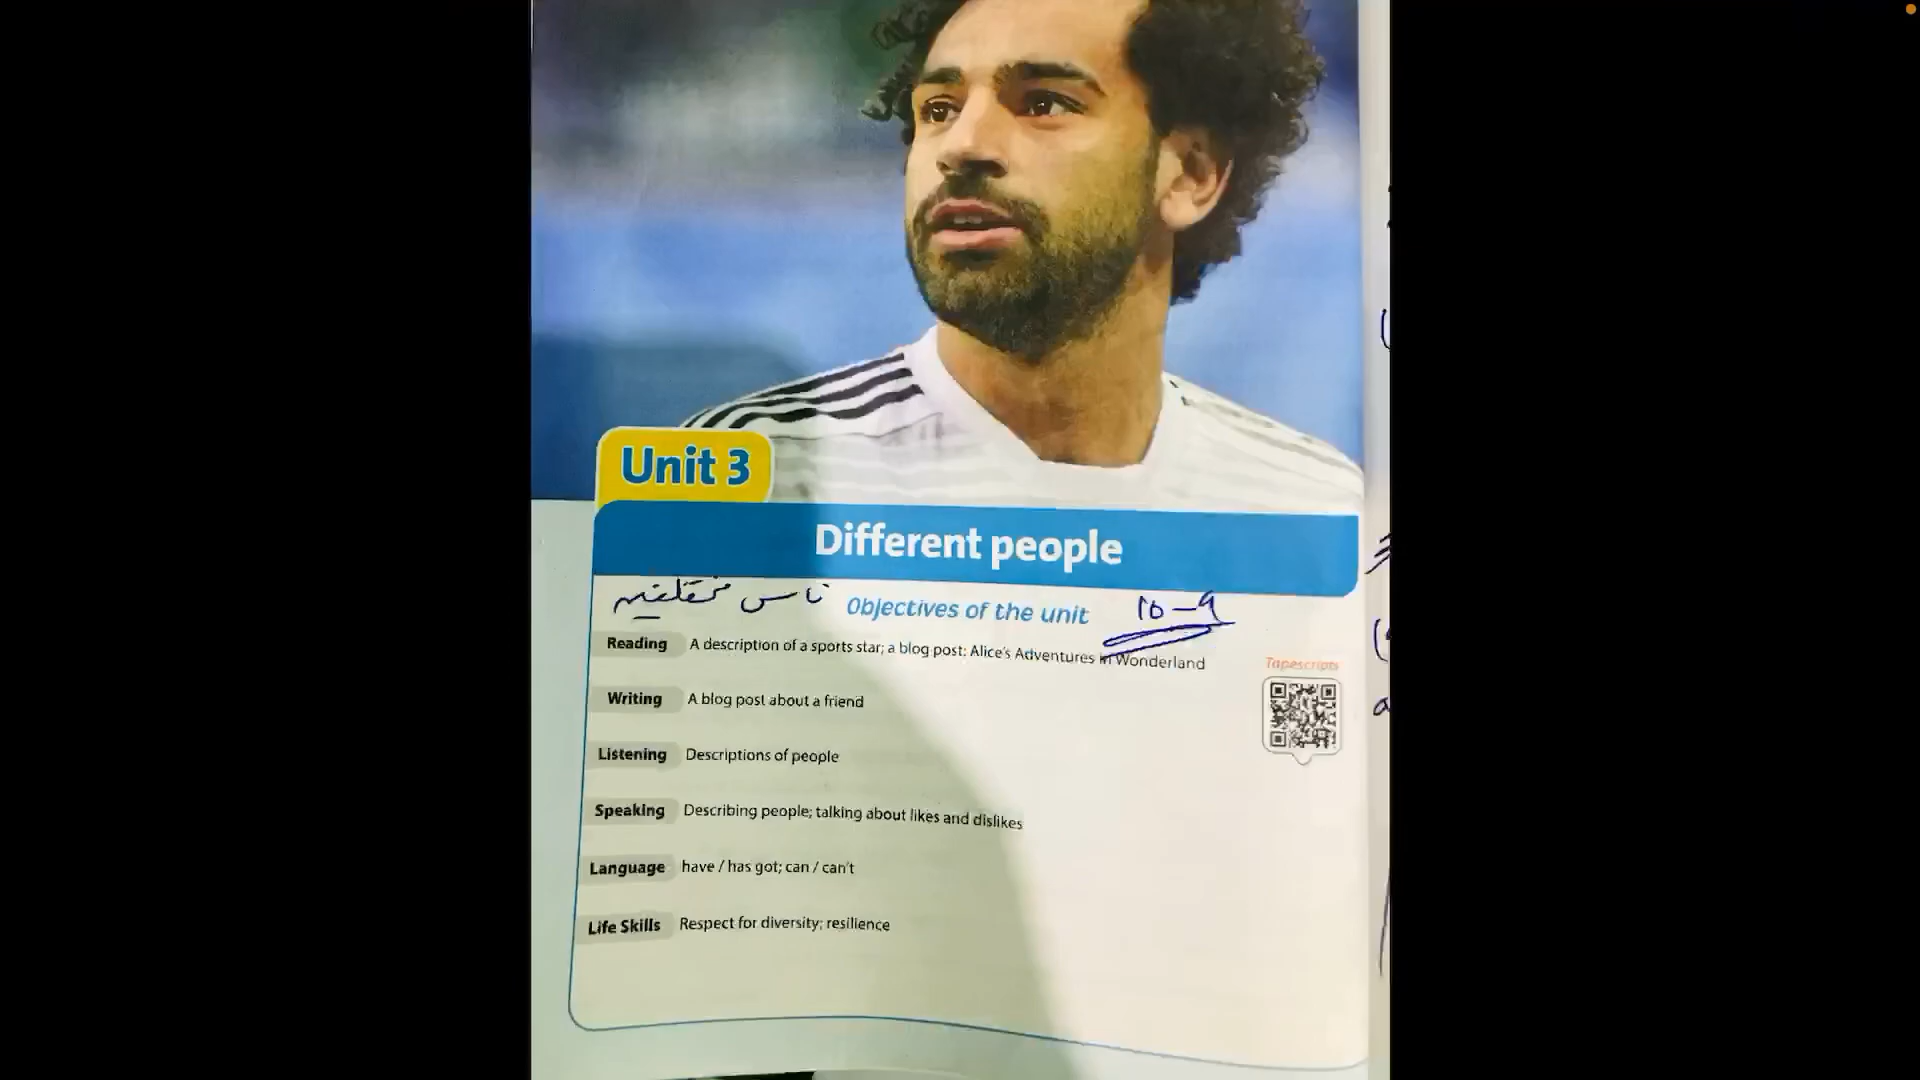 Unit 3
Different people
ناس مختلفين
Objectives of the unit
Reading A description of a sports star; a blog post: Alice's Adventures in Wonderland
Tapescripts
Writing A blog post about a friend
Listening Descriptions of people
Speaking Describing people; talking about likes and dislikes
Language have / has got; can / can't
Life Skills Respect for diversity; resilience